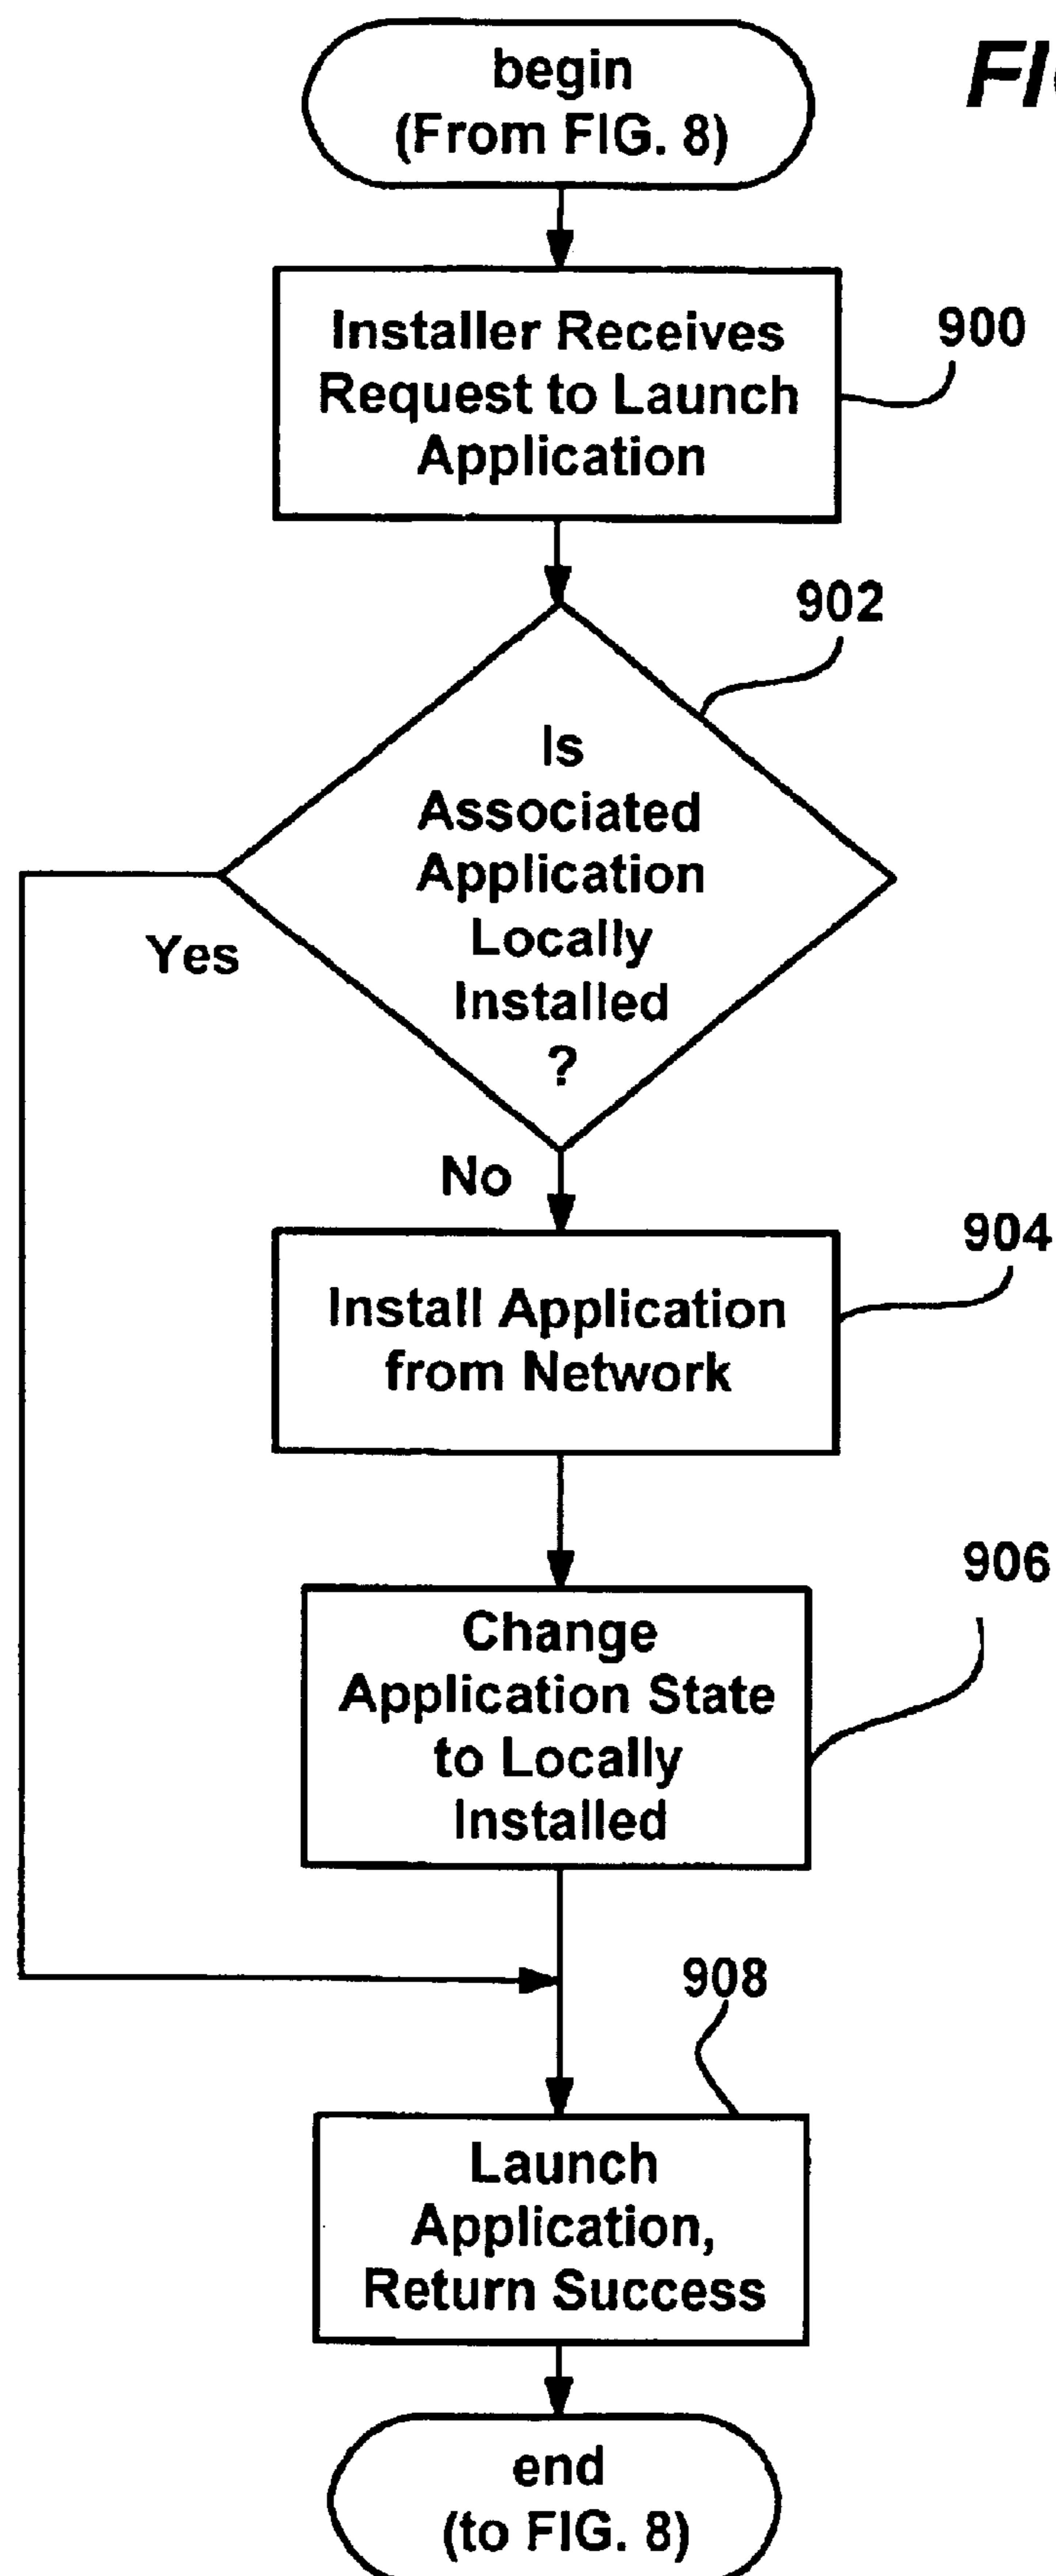 begin
(From FIG. 8)
Installer Receives
Request to Launch
Application
900
902
Is
Associated
Application
Locally
Installed
?
Yes
No
904
Install Application
from Network
906
Change
Application State
to Locally
Installed
908
Launch
Application,
Return Success
end
(to FIG. 8)